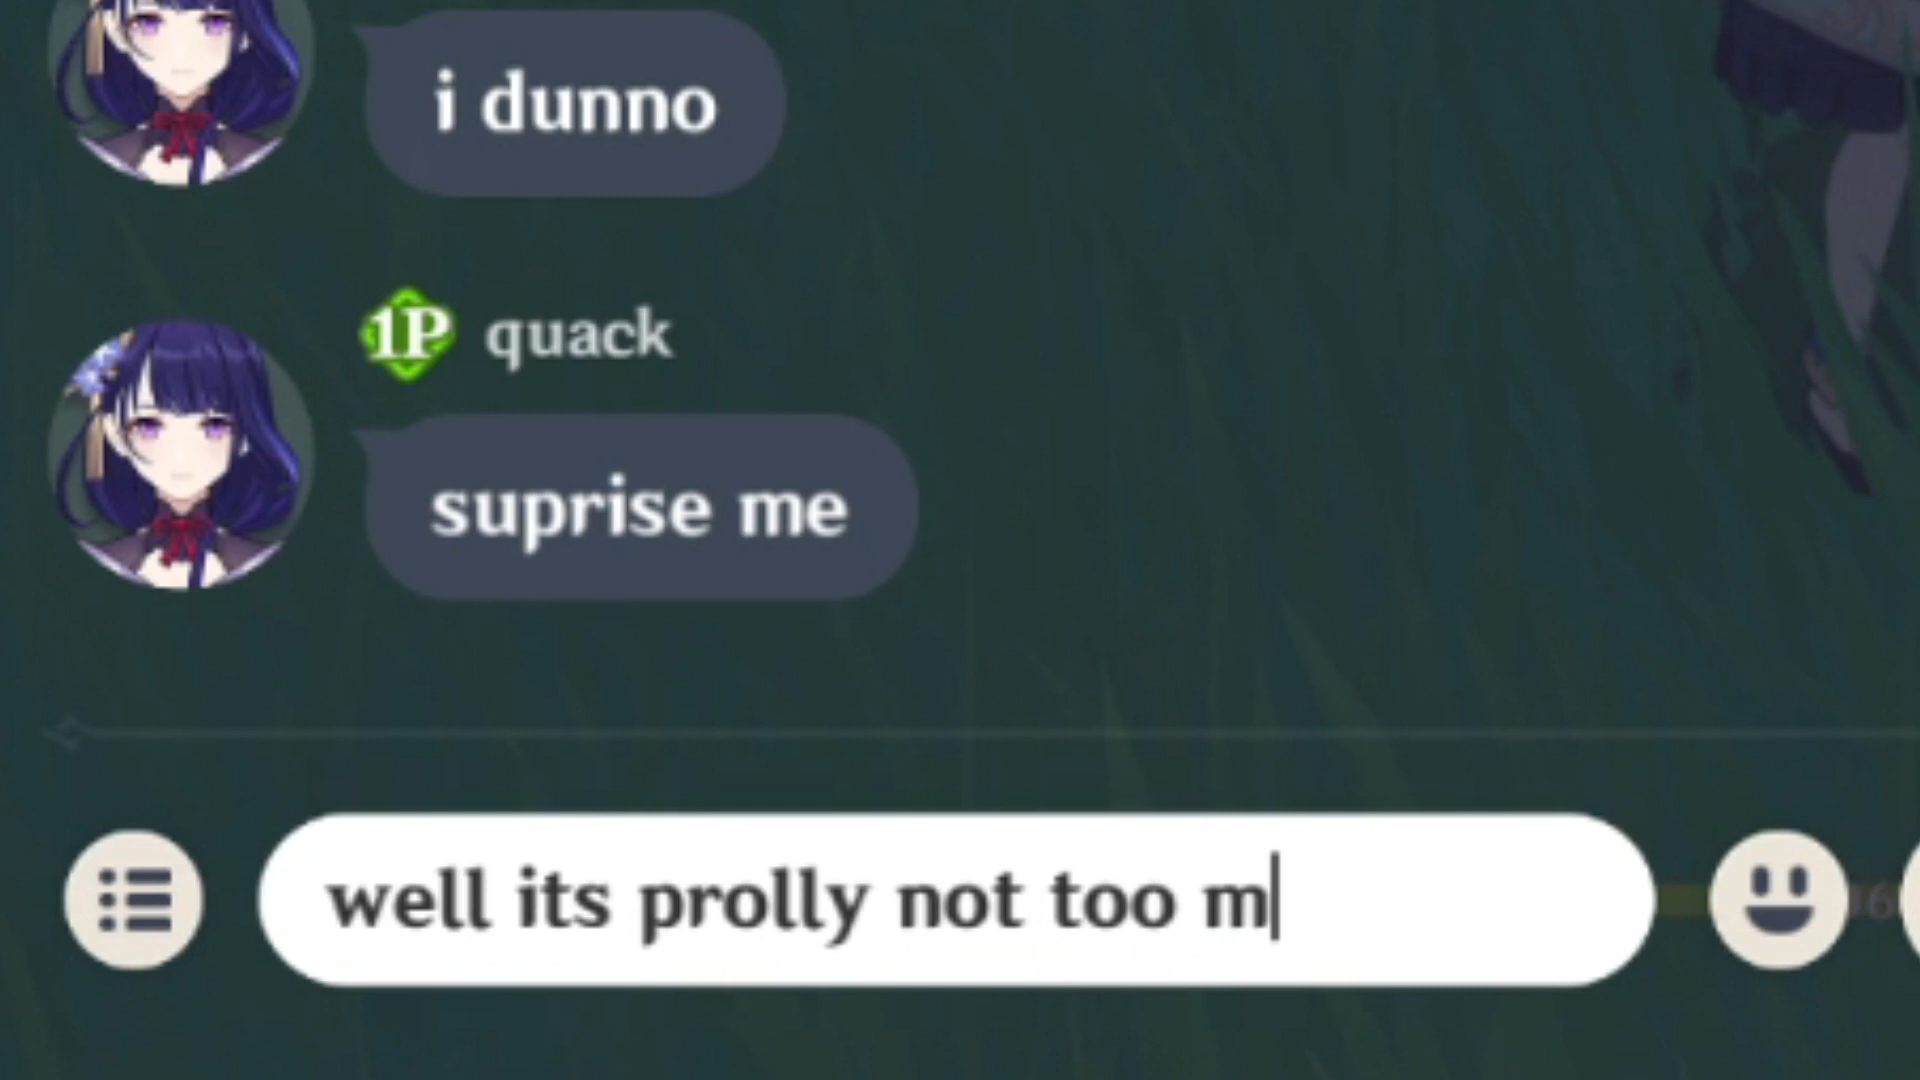 i dunno
1P quack
suprise me
well its prolly not too m